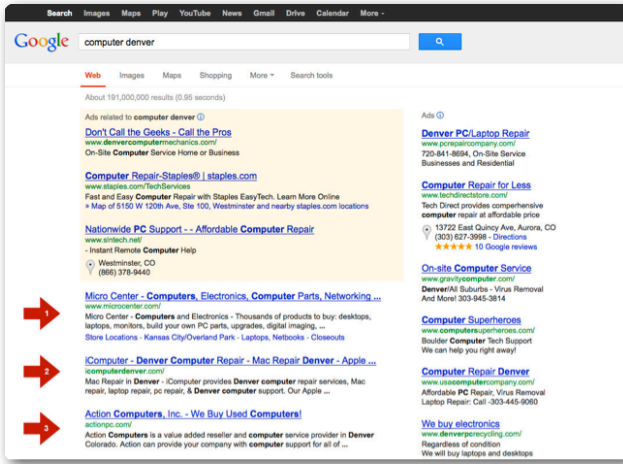 Search Images Maps Play YouTube News Gmail Drive Calendar More
Google computer denver
Web Images Maps Shopping More Search tools
About 191,000,000 results (0.95 seconds)
Ads related to computer denver
Don't Call the Geeks - Call the Pros
www.denvercomputermechanics.com/
On-Site Computer Service Home or Business
Computer Repair-Staples® | staples.com
www.staples.com/TechServices
Fast and Easy Computer Repair with Staples EasyTech. Learn More Online
» Map of 5150 W 120th Ave, Ste 100, Westminster and nearby staples.com locations
Nationwide PC Support - - Affordable Computer Repair
www.sintech.net/
- Instant Remote Computer Help
Westminster, CO
(866) 378-9440
1
Micro Center - Computers, Electronics, Computer Parts, Networking ...
www.microcenter.com/
Micro Center - Computers and Electronics - Thousands of products to buy: desktops,
laptops, monitors, build your own PC parts, upgrades, digital imaging, ...
Store Locations - Kansas City/Overland Park - Laptops, Netbooks - Closeouts
2
iComputer - Denver Computer Repair - Mac Repair Denver - Apple ...
icomputerdenver.com/
Mac Repair in Denver - iComputer provides Denver computer repair services, Mac
repair, laptop repair, pc repair, & Denver computer support. Our Apple ...
3
Action Computers, Inc. - We Buy Used Computers!
actionpc.com/
Action Computers is a value added reseller and computer service provider in Denver
Colorado. Action can provide your company with computer support for all of ...
Ads
Denver PC/Laptop Repair
www.pcrepaircompany.com/
720-841-8694, On-Site Service
Businesses and Residential
Computer Repair for Less
www.techdirectstore.com/
Tech Direct provides comperhensive
computer repair at affordable price
13722 East Quincy Ave, Aurora, CO
(303) 627-3998 - Directions
10 Google reviews
On-site Computer Service
www.gravitycomputer.com/
Denver/All Suburbs - Virus Removal
And More! 303-945-3814
Computer Superheroes
www.computersuperheroes.com/
Boulder Computer Tech Support
We can help you right away!
Computer Repair Denver
www.usacomputercompany.com/
Affordable PC Repair, Virus Removal
Laptop Repair: Call -303-445-9060
We buy electronics
www.denverpcrecycling.com/
Regardless of condition
We will buy laptops and desktops